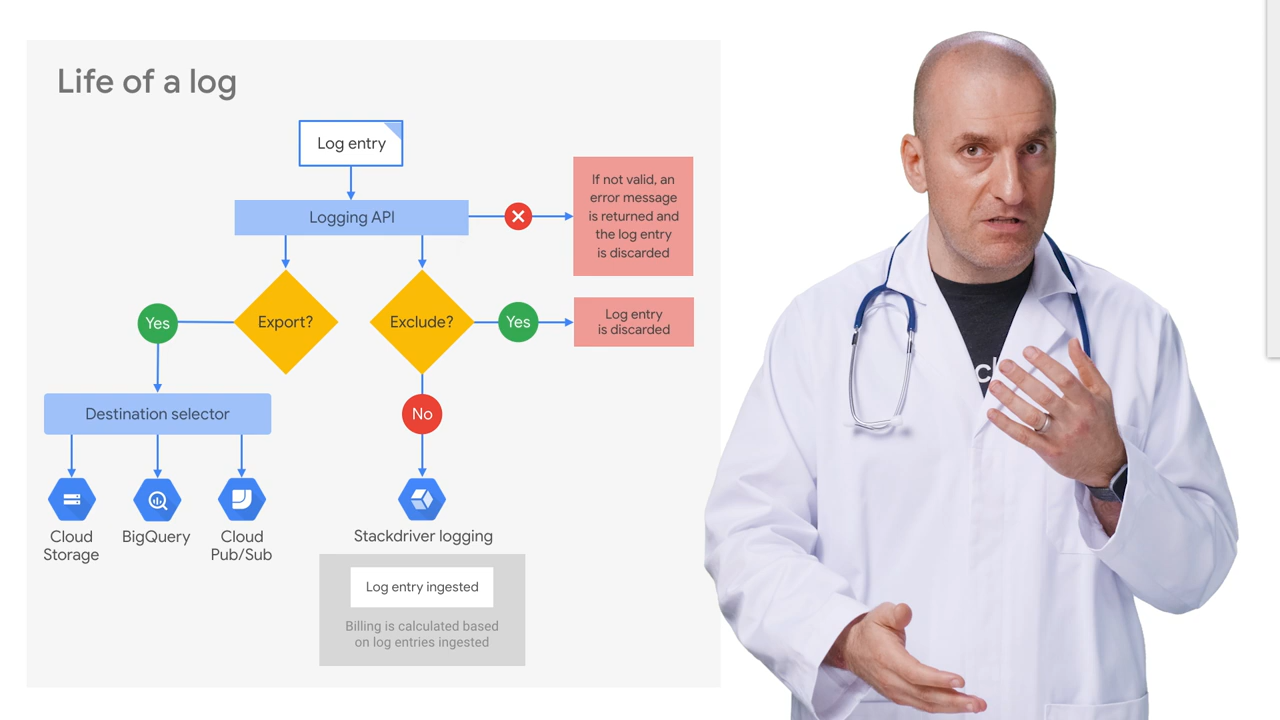 Life of a log
Log entry
Logging API
If not valid, an
error message
is returned and
the log entry
is discarded
Export?
Exclude?
Yes
Yes
Log entry
is discarded
No
Destination selector
Cloud
Storage
BigQuery
Cloud
Pub/Sub
Stackdriver logging
Log entry ingested
Billing is calculated based
on log entries ingested